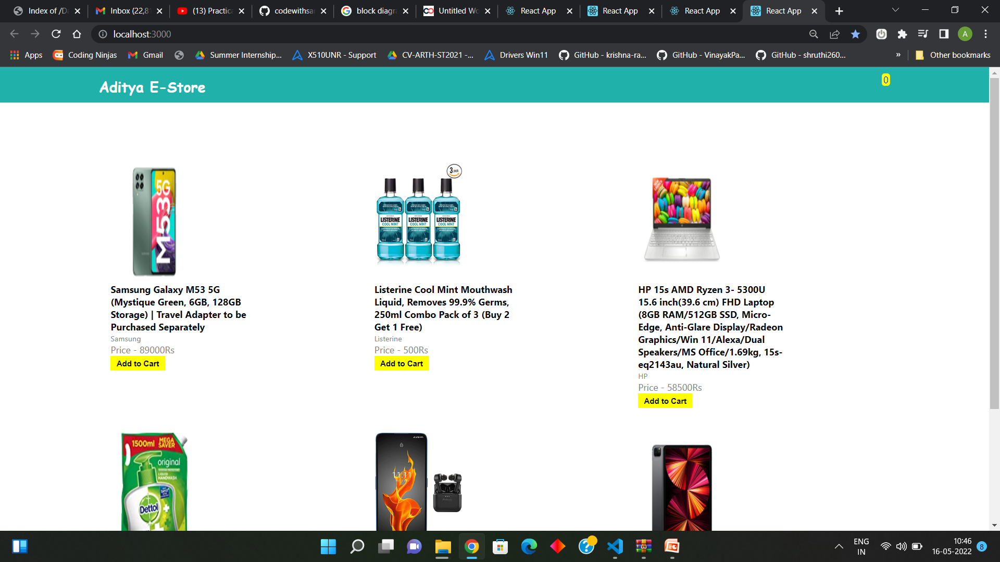 Index of /Da
Inbox (22,81
(13) Practica
codewithsa
block diagra
Untitled Wo
React App
React App
React App
React App
localhost:3000
A
Apps
Coding Ninjas
Gmail
Summer Internship...
X510UNR - Support
CV-ARTH-ST2021 -...
Drivers Win11
GitHub - krishna-ra...
GitHub - VinayakPa...
GitHub - shruthi260...
»
Other bookmarks
Aditya E-Store
0
5G
M53 5G
SAMSUNG
3 pack
LISTERINE
COOL MINT
LISTERINE
COOL MINT
LISTERINE
COOL MINT
Samsung Galaxy M53 5G
(Mystique Green, 6GB, 128GB
Storage) | Travel Adapter to be
Purchased Separately
Samsung
Price - 89000Rs
Add to Cart
Listerine Cool Mint Mouthwash
Liquid, Removes 99.9% Germs,
250ml Combo Pack of 3 (Buy 2
Get 1 Free)
Listerine
Price - 500Rs
Add to Cart
HP 15s AMD Ryzen 3- 5300U
15.6 inch(39.6 cm) FHD Laptop
(8GB RAM/512GB SSD, Micro-
Edge, Anti-Glare Display/Radeon
Graphics/Win 11/Alexa/Dual
Speakers/MS Office/1.69kg, 15s-
eq2143au, Natural Silver)
HP
Price - 58500Rs
Add to Cart
1500ml MEGA
SAVER
original
LIQUID
HANDWASH
Dettol
11:11
ENG
IN
10:46
16-05-2022
8